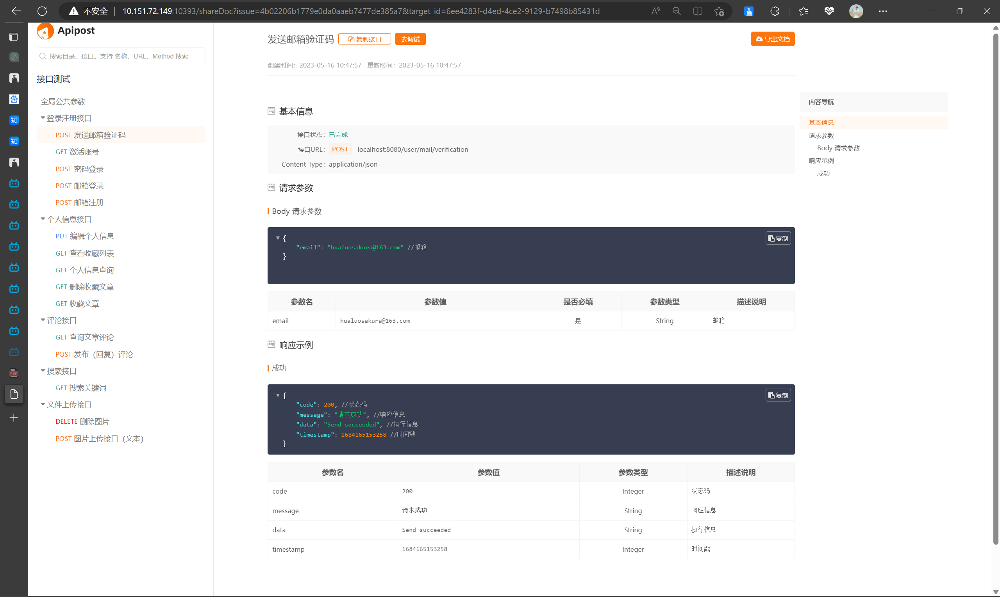 不安全 10.151.72.149:10393/shareDoc?issue=4b02206b1779e0da0aaeb7477de385a7&target_id=6ee4283f-d4ed-4ce2-9129-b7498b85431d
Apipost
搜索目录、接口。支持 名称、URL、Method 搜索
接口测试
全局公共参数
登录注册接口
POST 发送邮箱验证码
GET 激活账号
POST 密码登录
POST 邮箱登录
POST 邮箱注册
个人信息接口
PUT 编辑个人信息
GET 查看收藏列表
GET 个人信息查询
GET 删除收藏文章
GET 收藏文章
评论接口
GET 查询文章评论
POST 发布（回复）评论
搜索接口
GET 搜索关键词
文件上传接口
DELETE 删除图片
POST 图片上传接口（文本）
发送邮箱验证码 复制接口 去调试 导出文档
创建时间：2023-05-16 10:47:57 更新时间：2023-05-16 10:47:57
基本信息
接口状态：已完成
接口URL： POST localhost:8080/user/mail/verification
Content-Type：application/json
请求参数
Body 请求参数
{
"email": "hualuosakura@163.com" //邮箱
}
复制
参数名 参数值 是否必填 参数类型 描述说明
email hualuosakura@163.com 是 String 邮箱
响应示例
成功
{
"code": 200, //状态码
"message": "请求成功", //响应信息
"data": "Send succeeded", //执行信息
"timestamp": 1684165153258 //时间戳
}
复制
参数名 参数值 参数类型 描述说明
code 200 Integer 状态码
message 请求成功 String 响应信息
data Send succeeded String 执行信息
timestamp 1684165153258 Integer 时间戳
内容导航
基本信息
请求参数
Body 请求参数
响应示例
成功
知
知
du
PDF